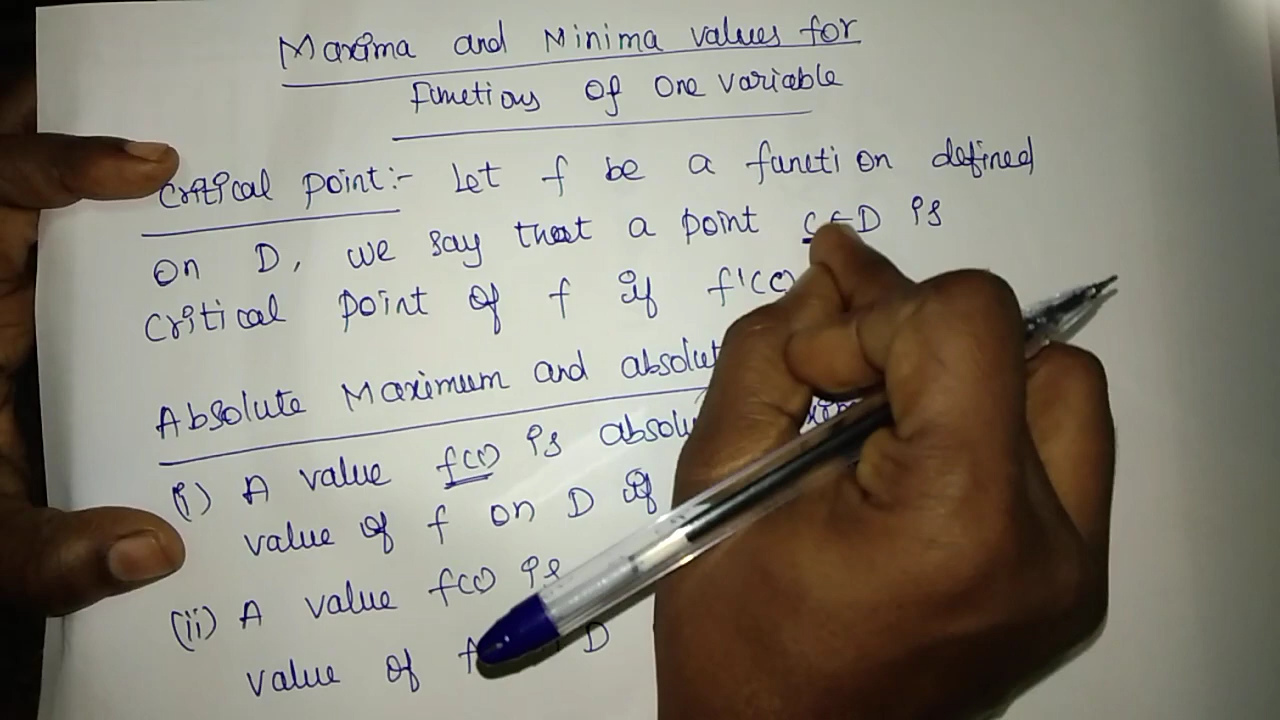 Maxima and Minima values for
Functions of one variable
Critical point:- Let f be a function defined
on D, we say that a point c∈D is
critical point of f if f'(c)
Absolute Maximum and
(i) A value f(c) is
value of f on D if
(ii) A value f(c) is
value of D